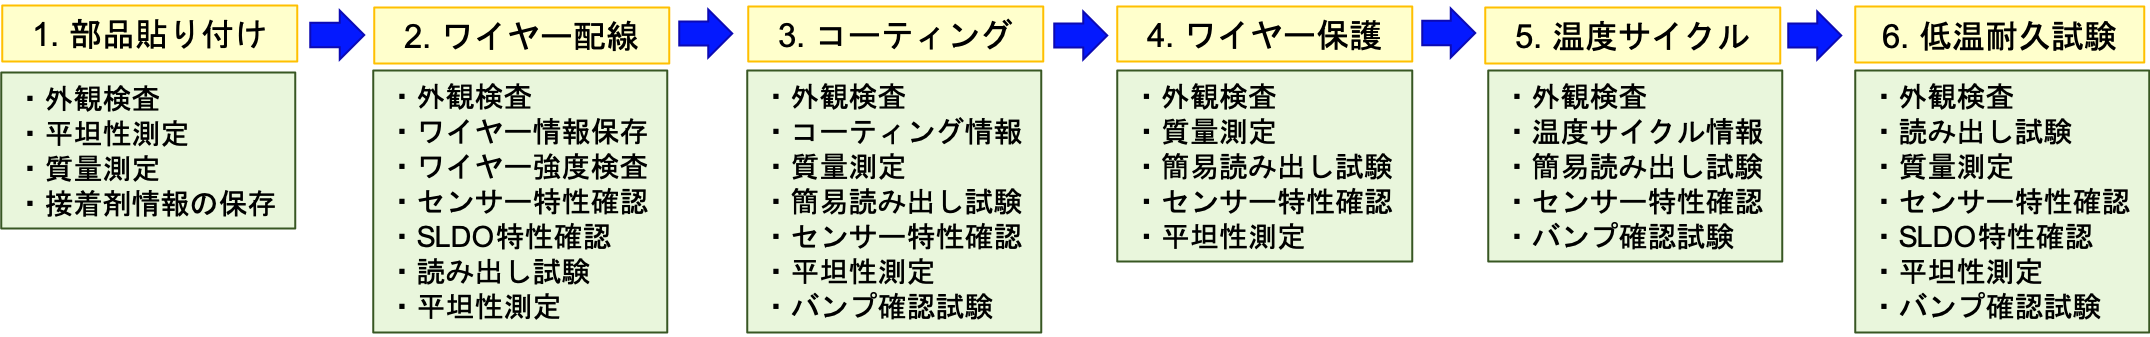 1. 部品貼り付け
・外観検査
・平坦性測定
・質量測定
・接着剤情報の保存
2. ワイヤー配線
・外観検査
・ワイヤー情報保存
・ワイヤー強度検査
・センサー特性確認
・SLDO特性確認
・読み出し試験
・平坦性測定
3. コーティング
・外観検査
・コーティング情報
・質量測定
・簡易読み出し試験
・センサー特性確認
・平坦性測定
・バンプ確認試験
4. ワイヤー保護
・外観検査
・質量測定
・簡易読み出し試験
・センサー特性確認
・平坦性測定
5. 温度サイクル
・外観検査
・温度サイクル情報
・簡易読み出し試験
・センサー特性確認
・バンプ確認試験
6. 低温耐久試験
・外観検査
・読み出し試験
・質量測定
・センサー特性確認
・SLDO特性確認
・平坦性測定
・バンプ確認試験